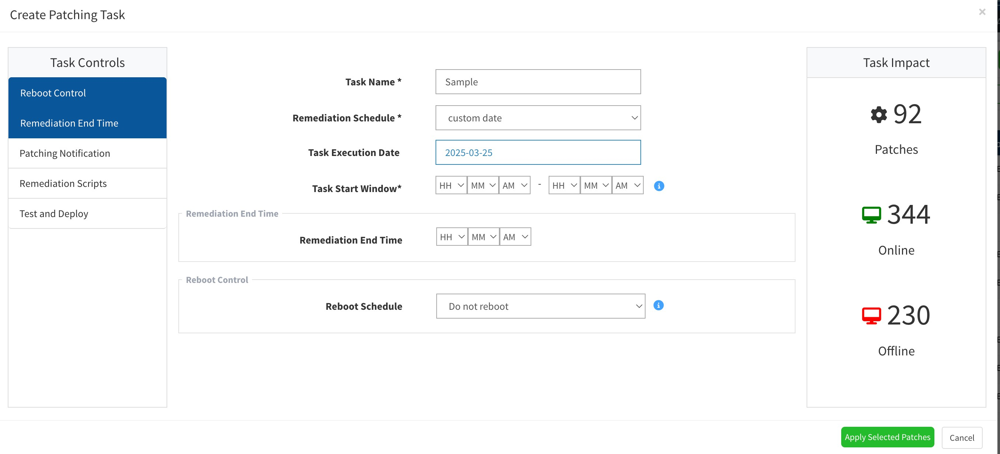 Create Patching Task
×
Task Controls
Reboot Control
Remediation End Time
Patching Notification
Remediation Scripts
Test and Deploy
Task Name * Sample
Remediation Schedule * custom date
Task Execution Date 2025-03-25
Task Start Window* HH MM AM - HH MM AM
Remediation End Time
Remediation End Time HH MM AM
Reboot Control
Reboot Schedule Do not reboot
Task Impact
92
Patches
344
Online
230
Offline
Apply Selected Patches Cancel